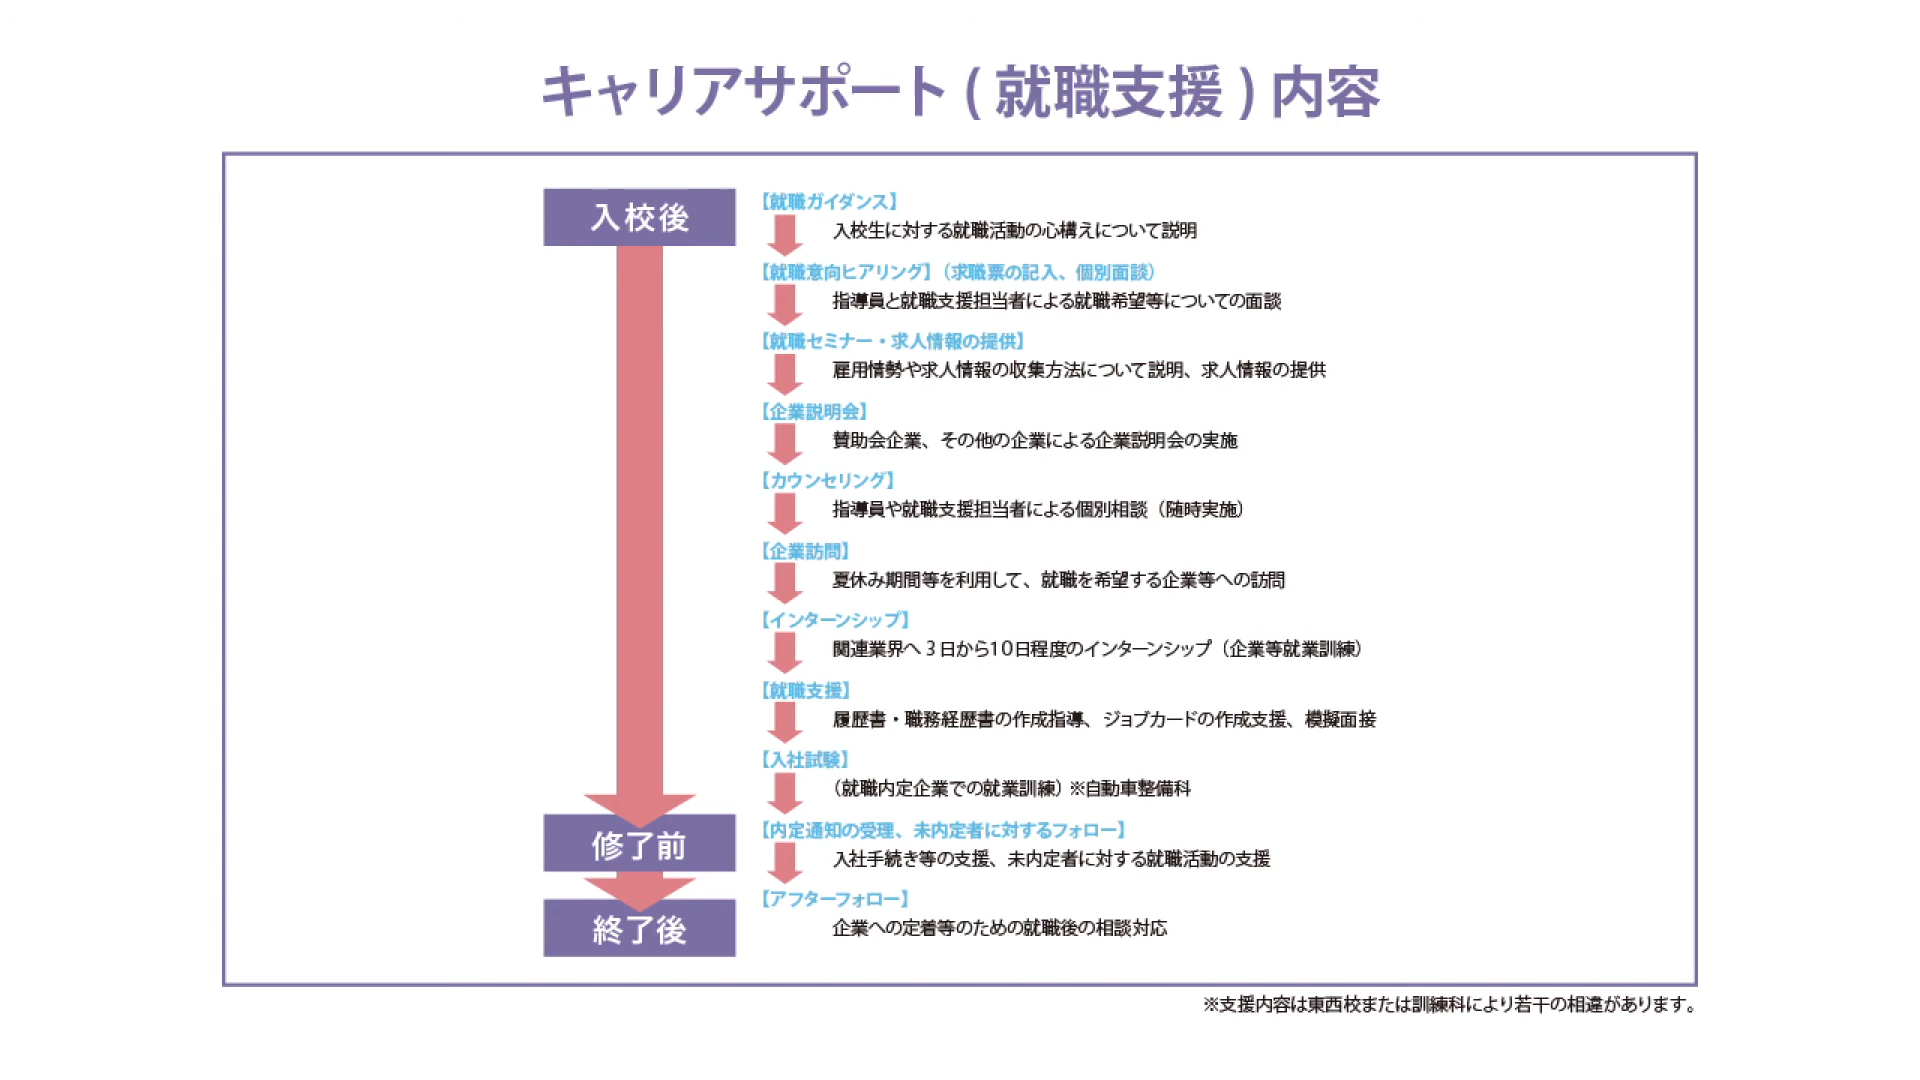 キャリアサポート(就職支援)内容
入校後
【就職ガイダンス】
入校生に対する就職活動の心構えについて説明
【就職意向ヒアリング】（求職票の記入、個別面談）
指導員と就職支援担当者による就職希望等についての面談
【就職セミナー・求人情報の提供】
雇用情勢や求人情報の収集方法について説明、求人情報の提供
【企業説明会】
賛助会企業、その他の企業による企業説明会の実施
【カウンセリング】
指導員や就職支援担当者による個別相談（随時実施）
【企業訪問】
夏休み期間等を利用して、就職を希望する企業等への訪問
【インターンシップ】
関連業界へ３日から10日程度のインターンシップ（企業等就業訓練）
【就職支援】
履歴書・職務経歴書の作成指導、ジョブカードの作成支援、模擬面接
【入社試験】
（就職内定企業での就業訓練）※自動車整備科
修了前
【内定通知の受理、未内定者に対するフォロー】
入社手続き等の支援、未内定者に対する就職活動の支援
終了後
【アフターフォロー】
企業への定着等のための就職後の相談対応
※支援内容は東西校または訓練科により若干の相違があります。